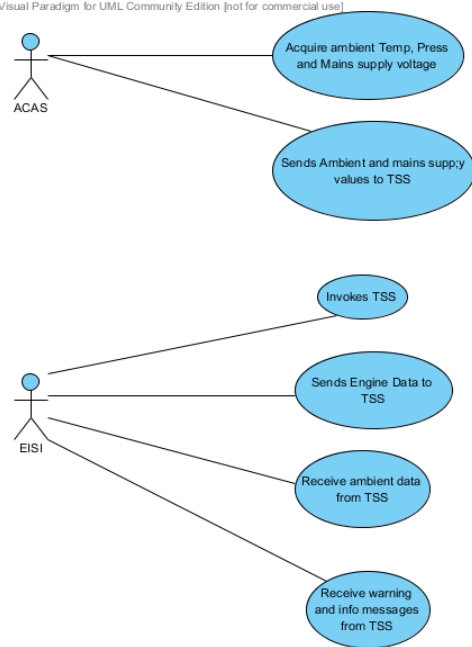 Visual Paradigm for UML Community Edition [not for commercial use]
Acquire ambient Temp, Press
and Mains supply voltage
ACAS
Sends Ambient and mains supp;y
values to TSS
Invokes TSS
Sends Engine Data to
TSS
EISI
Receive ambient data
from TSS
Receive warning
and info messages
from TSS